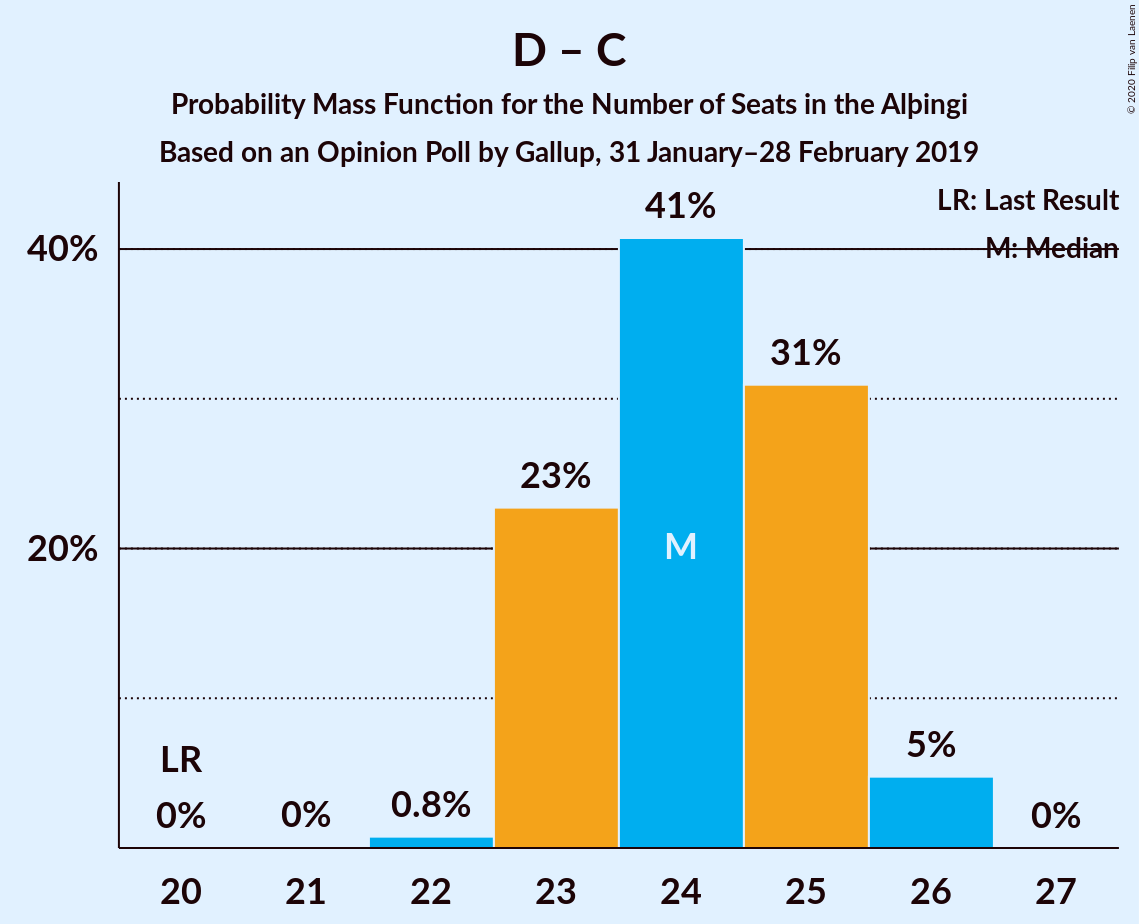 D – C
Probability Mass Function for the Number of Seats in the Alþingi
Based on an Opinion Poll by Gallup, 31 January–28 February 2019
© 2020 Filip van Laenen
LR: Last Result
M: Median
40%
20%
LR
0%
0%
0.8%
23%
41%
M
31%
5%
0%
20 21 22 23 24 25 26 27